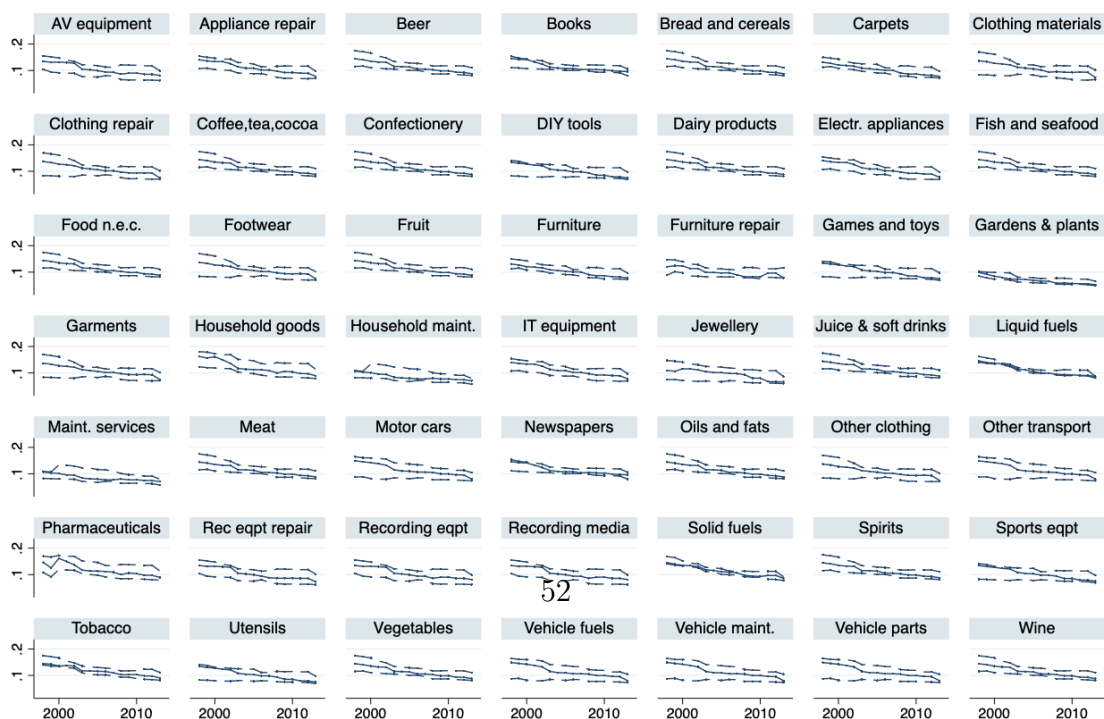 AV equipment Appliance repair Beer Books Bread and cereals Carpets Clothing materials
.2
.1
Clothing repair Coffee,tea,cocoa Confectionery DIY tools Dairy products Electr. appliances Fish and seafood
.2
.1
Food n.e.c. Footwear Fruit Furniture Furniture repair Games and toys Gardens & plants
.2
.1
Garments Household goods Household maint. IT equipment Jewellery Juice & soft drinks Liquid fuels
.2
.1
Maint. services Meat Motor cars Newspapers Oils and fats Other clothing Other transport
.2
.1
Pharmaceuticals Rec eqpt repair Recording eqpt Recording media Solid fuels Spirits Sports eqpt
.2
.1
52
Tobacco Utensils Vegetables Vehicle fuels Vehicle maint. Vehicle parts Wine
.2
.1
2000 2010 2000 2010 2000 2010 2000 2010 2000 2010 2000 2010 2000 2010